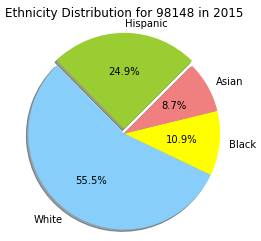 Ethnicity Distribution for 98148 in 2015
Hispanic
24.9%
Asian
8.7%
10.9%
Black
55.5%
White